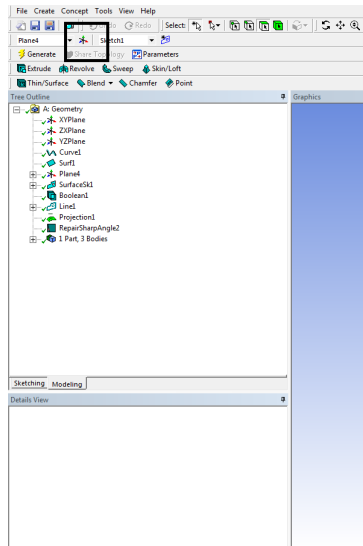 File Create Concept Tools View Help
Undo Redo Select:
Plane4 Sketch1
Generate Share Topology Parameters
Extrude Revolve Sweep Skin/Loft
Thin/Surface Blend Chamfer Point
Tree Outline Graphics
A: Geometry
XYPlane
ZXPlane
YZPlane
Curve1
Surf1
Plane4
SurfaceSk1
Boolean1
Line1
Projection1
RepairSharpAngle2
1 Part, 3 Bodies
Sketching Modeling
Details View